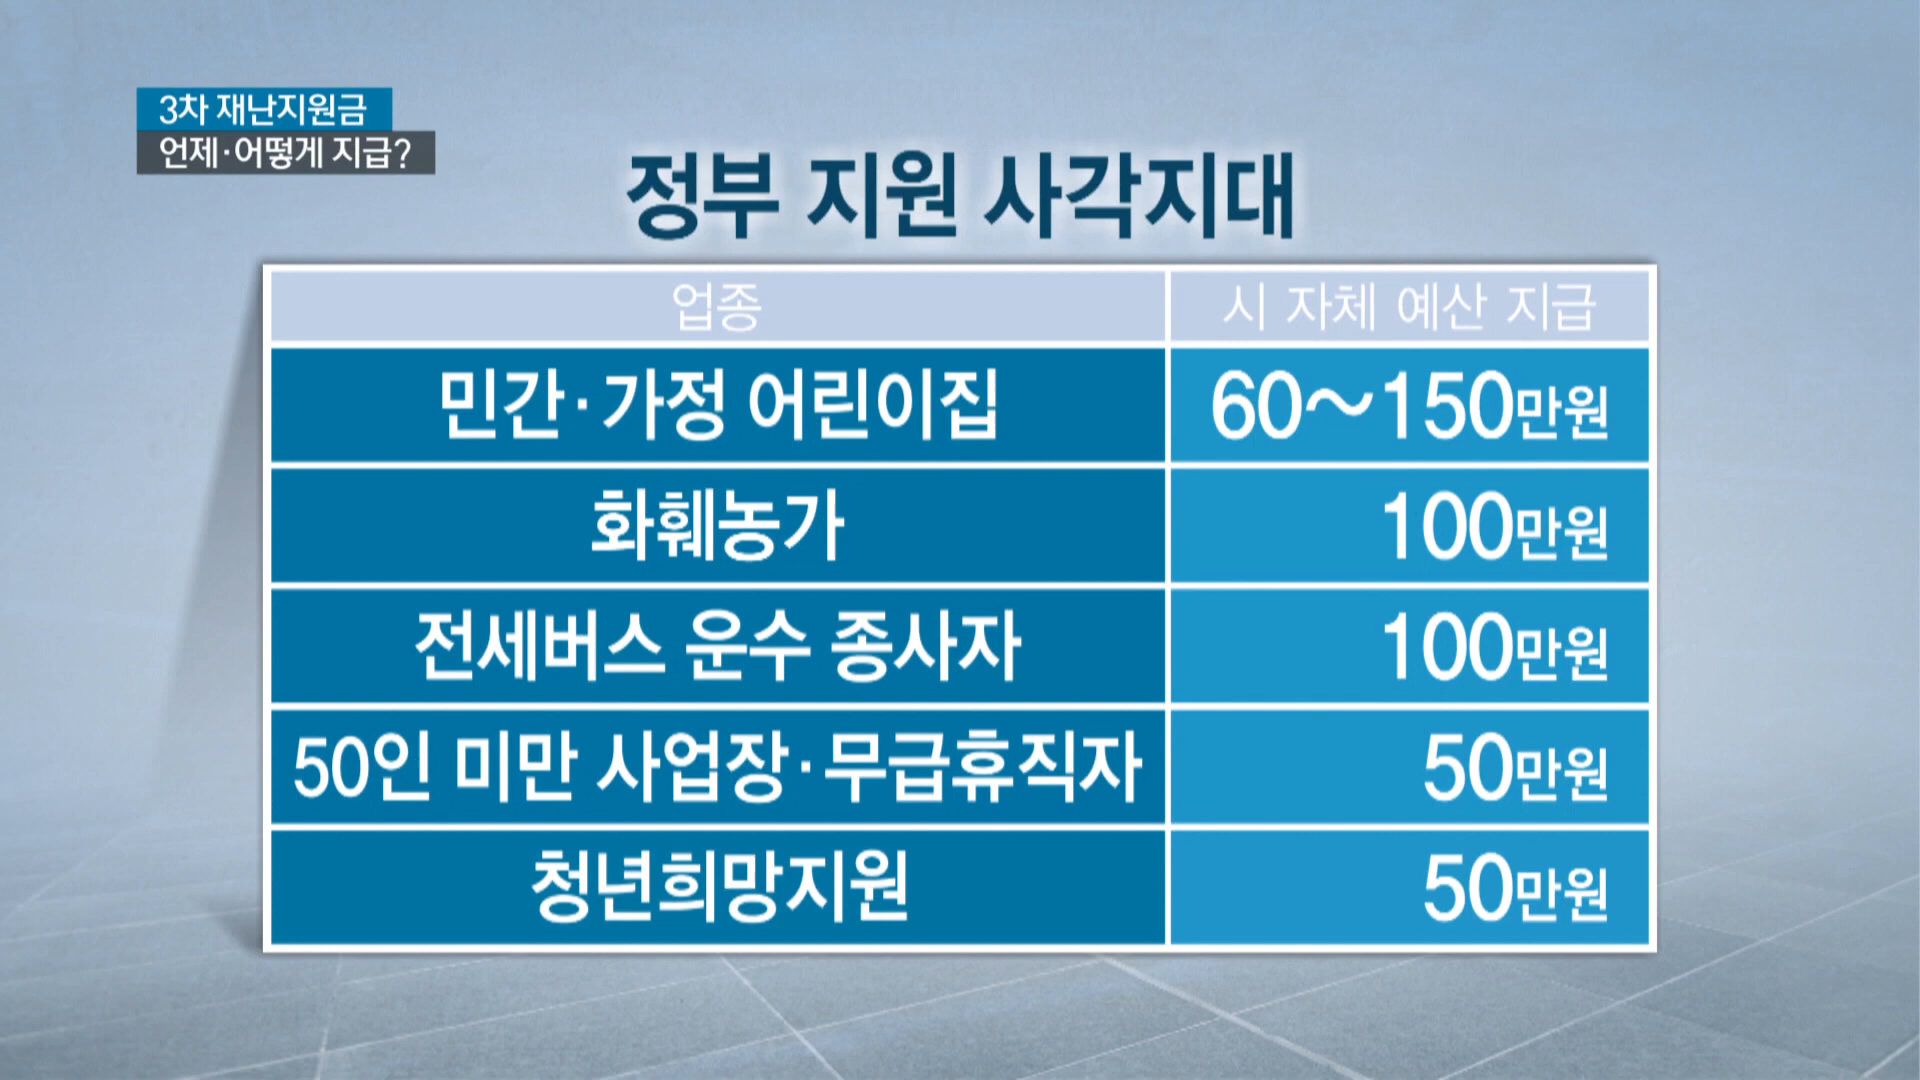 3차 재난지원금
언제·어떻게 지급?
정부 지원 사각지대
업종 시 자체 예산 지급
민간·가정 어린이집 60~150만원
화훼농가 100만원
전세버스 운수 종사자 100만원
50인 미만 사업장·무급휴직자 50만원
청년희망지원 50만원